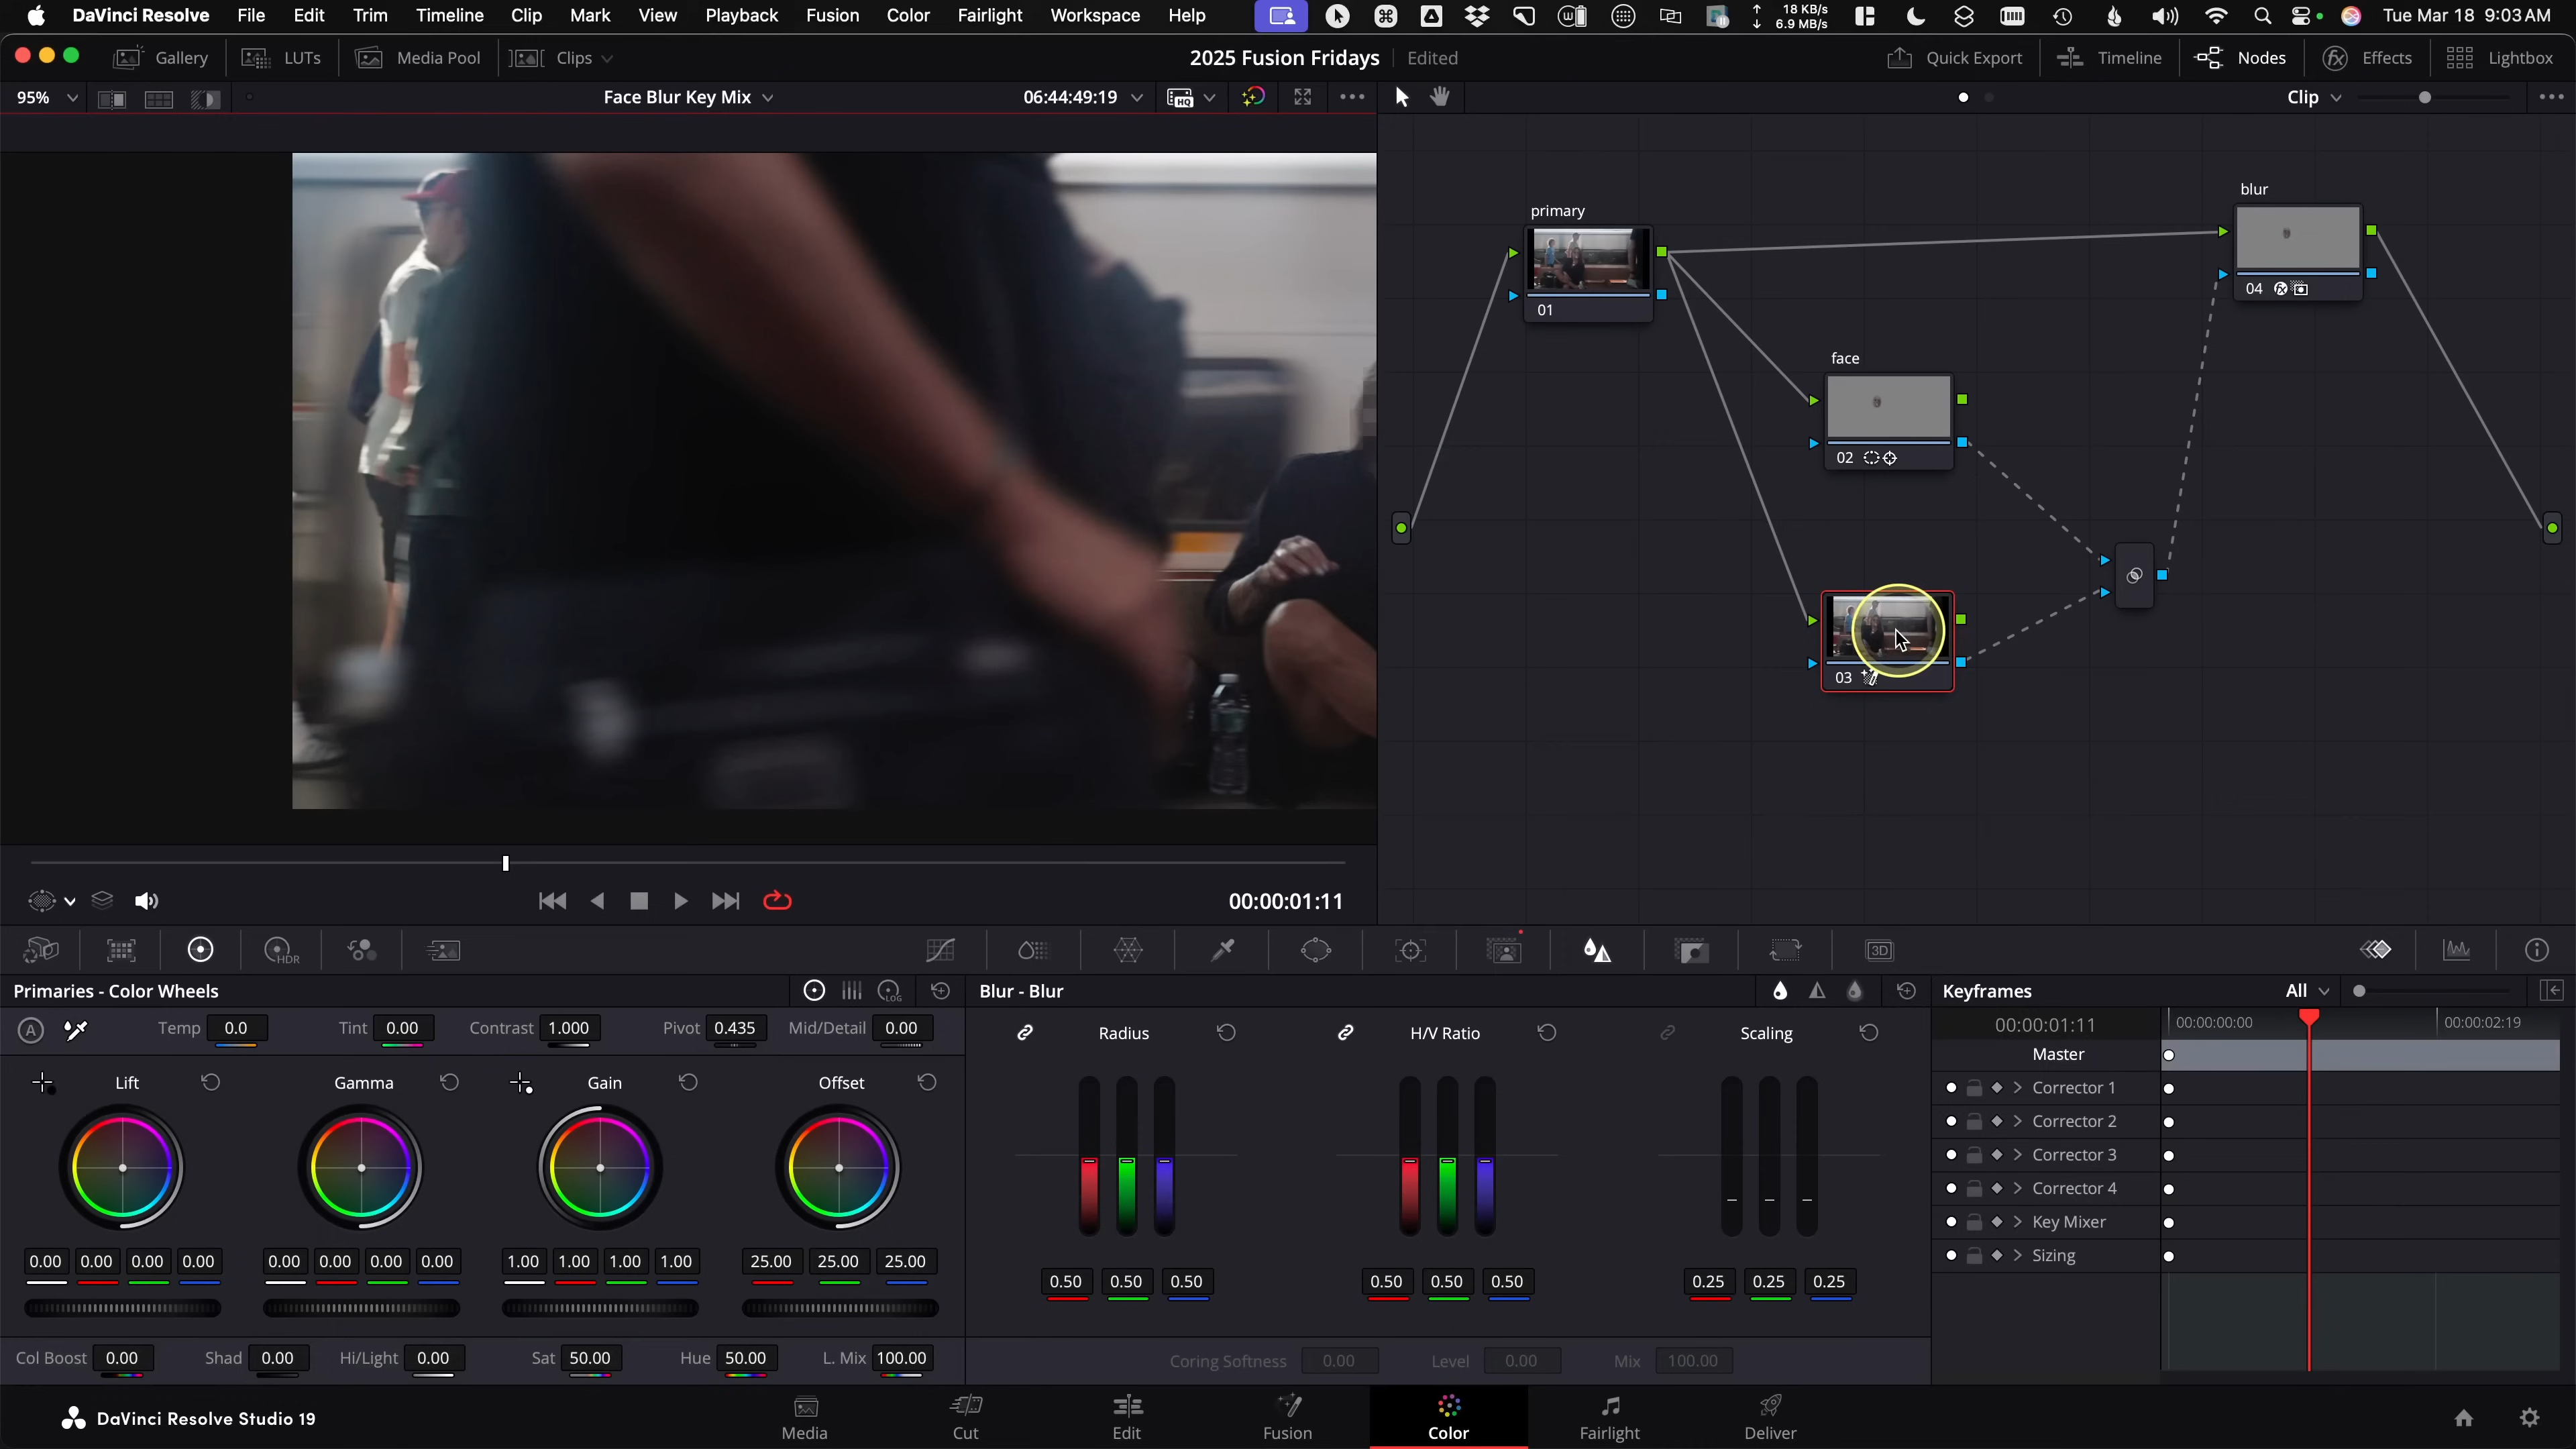 DaVinci Resolve File Edit Trim Timeline Clip Mark View Playback Fusion Color Fairlight Workspace Help 18 KB/s 6.9 MB/s Tue Mar 18 9:03 AM
Gallery LUTs Media Pool Clips 2025 Fusion Fridays Edited Quick Export Timeline Nodes Effects Lightbox
95% Face Blur Key Mix 06:44:49:19 HQ Clip
blur
primary
04
01
face
02
03
00:00:01:11
HDR 3D
Primaries - Color Wheels LOG Blur - Blur Keyframes All
A Temp 0.0 Tint 0.00 Contrast 1.000 Pivot 0.435 Mid/Detail 0.00 Radius H/V Ratio Scaling 00:00:01:11 00:00:00:00 00:00:02:19
Master
Lift Gamma Gain Offset Corrector 1
Corrector 2
Corrector 3
Corrector 4
Key Mixer
0.00 0.00 0.00 0.00 0.00 0.00 0.00 0.00 1.00 1.00 1.00 1.00 25.00 25.00 25.00 Sizing
0.50 0.50 0.50 0.50 0.50 0.50 0.25 0.25 0.25
Col Boost 0.00 Shad 0.00 Hi/Light 0.00 Sat 50.00 Hue 50.00 L. Mix 100.00 Coring Softness 0.00 Level 0.00 Mix 100.00
DaVinci Resolve Studio 19 Media Cut Edit Fusion Color Fairlight Deliver